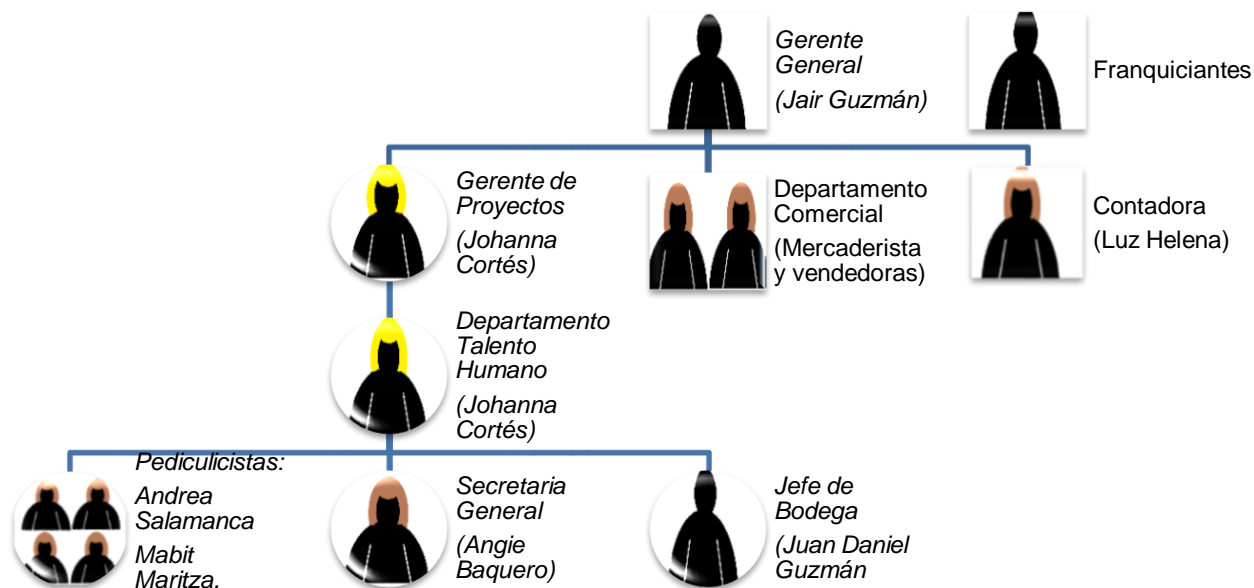 Gerente
General
(Jair Guzmán)
Franquiciantes
Gerente de
Proyectos
(Johanna
Cortés)
Departamento
Comercial
(Mercaderista
y vendedoras)
Contadora
(Luz Helena)
Departamento
Talento
Humano
(Johanna
Cortés)
Pediculicistas:
Andrea
Salamanca
Mabit
Maritza.
Secretaria
General
(Angie
Baquero)
Jefe de
Bodega
(Juan Daniel
Guzmán